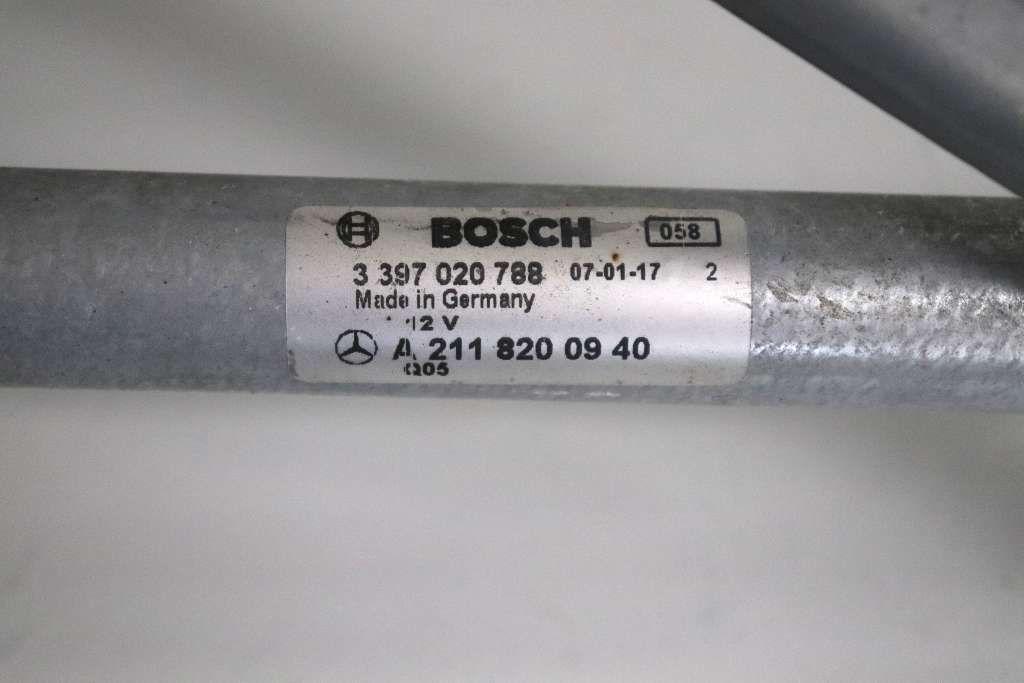 BOSCH 058
3 397 020 788 07-01-17 2
Made in Germany
12 V
A 211 820 09 40
Q05